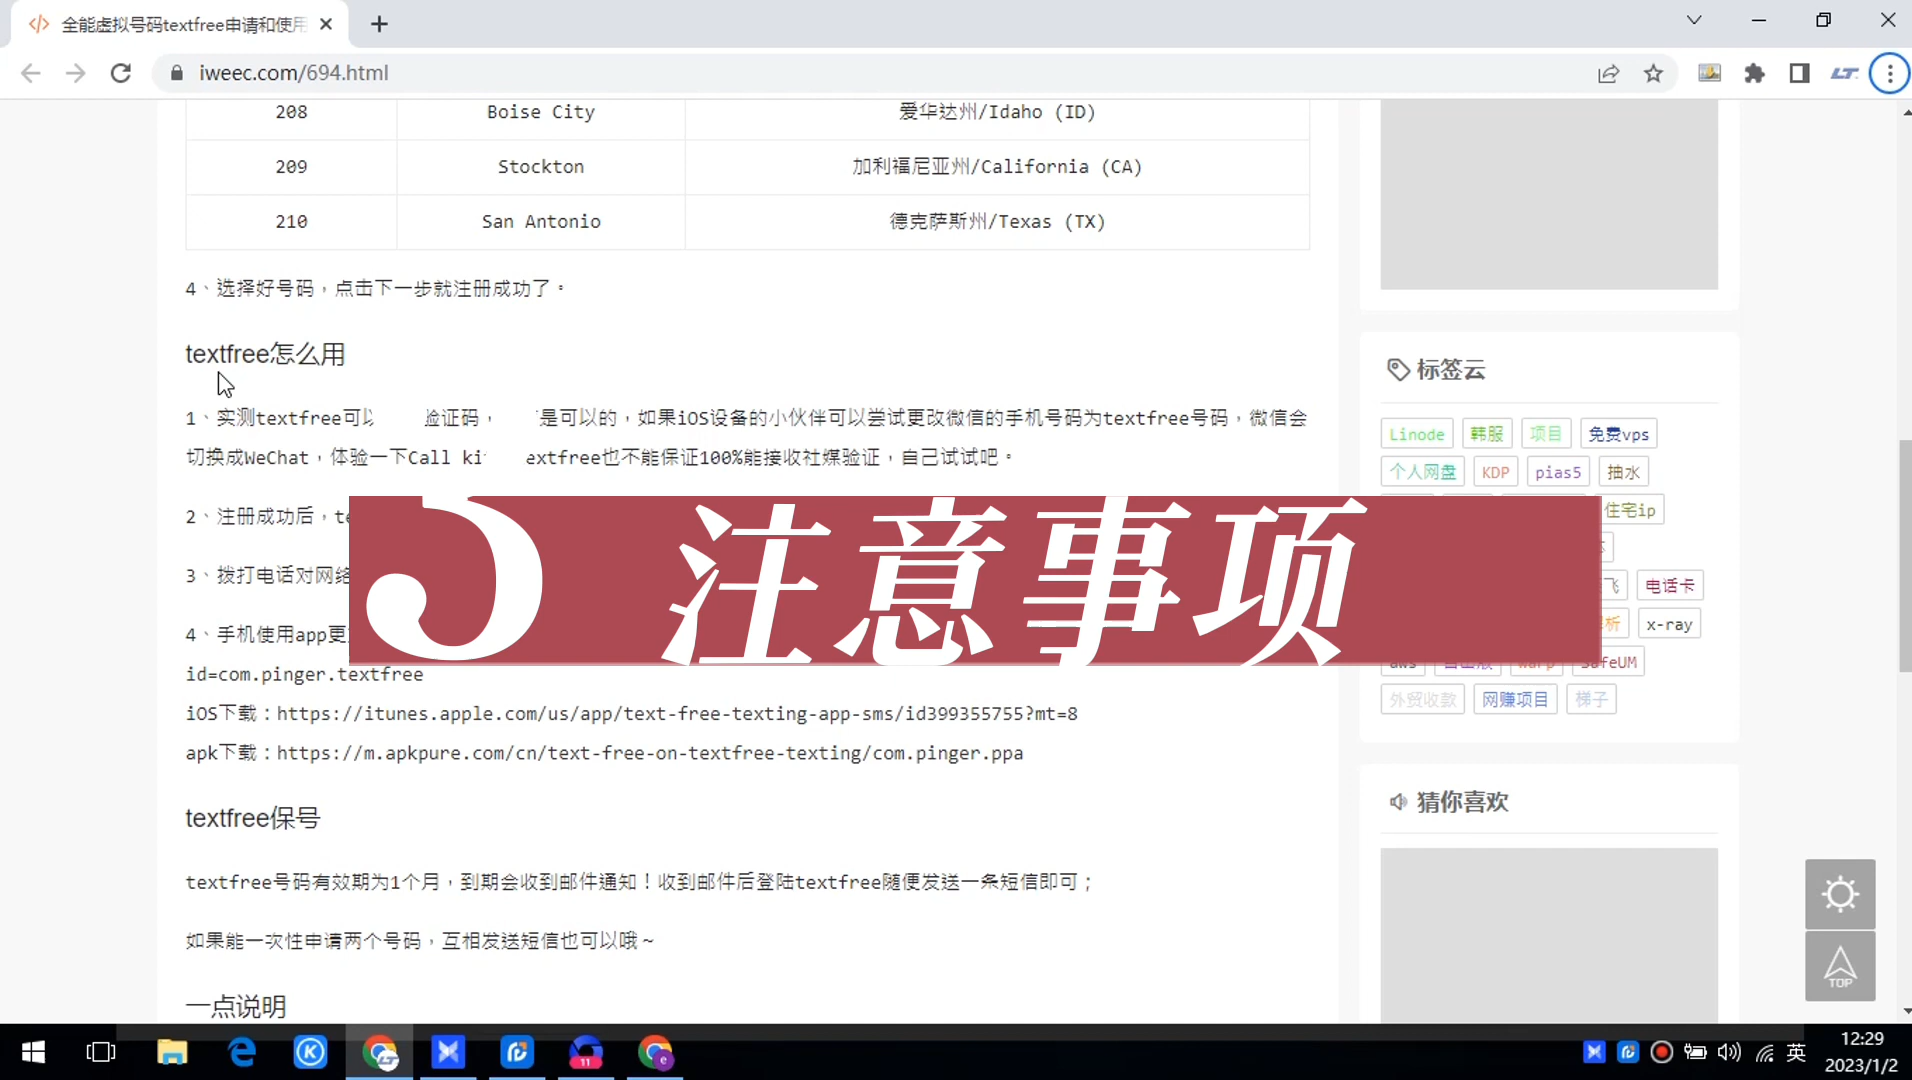 全能虚拟号码textfree申请和使用
iweec.com/694.html
208 Boise City 爱华达州/Idaho (ID)
209 Stockton 加利福尼亚州/California (CA)
210 San Antonio 德克萨斯州/Texas (TX)
4、选择好号码，点击下一步就注册成功了。
textfree怎么用
1、实测textfree可以 验证码， 是可以的，如果iOS设备的小伙伴可以尝试更改微信的手机号码为textfree号码，微信会
切换成WeChat，体验一下Call ki extfree也不能保证100%能接收社媒验证，自己试试吧。
2、注册成功后，te
3、拨打电话对网络
4、手机使用app更
id=com.pinger.textfree
iOS下载：https://itunes.apple.com/us/app/text-free-texting-app-sms/id399355755?mt=8
apk下载：https://m.apkpure.com/cn/text-free-on-textfree-texting/com.pinger.ppa
textfree保号
textfree号码有效期为1个月，到期会收到邮件通知！收到邮件后登陆textfree随便发送一条短信即可；
如果能一次性申请两个号码，互相发送短信也可以哦~
一点说明
注意事项
标签云
Linode 韩服 项目 免费vps
个人网盘 KDP pias5 抽水
住宅ip
飞 电话卡
析 x-ray
aws 自出版 warp SafeUM
外贸收款 网赚项目 梯子
猜你喜欢
TOP
11
英
12:29
2023/1/2